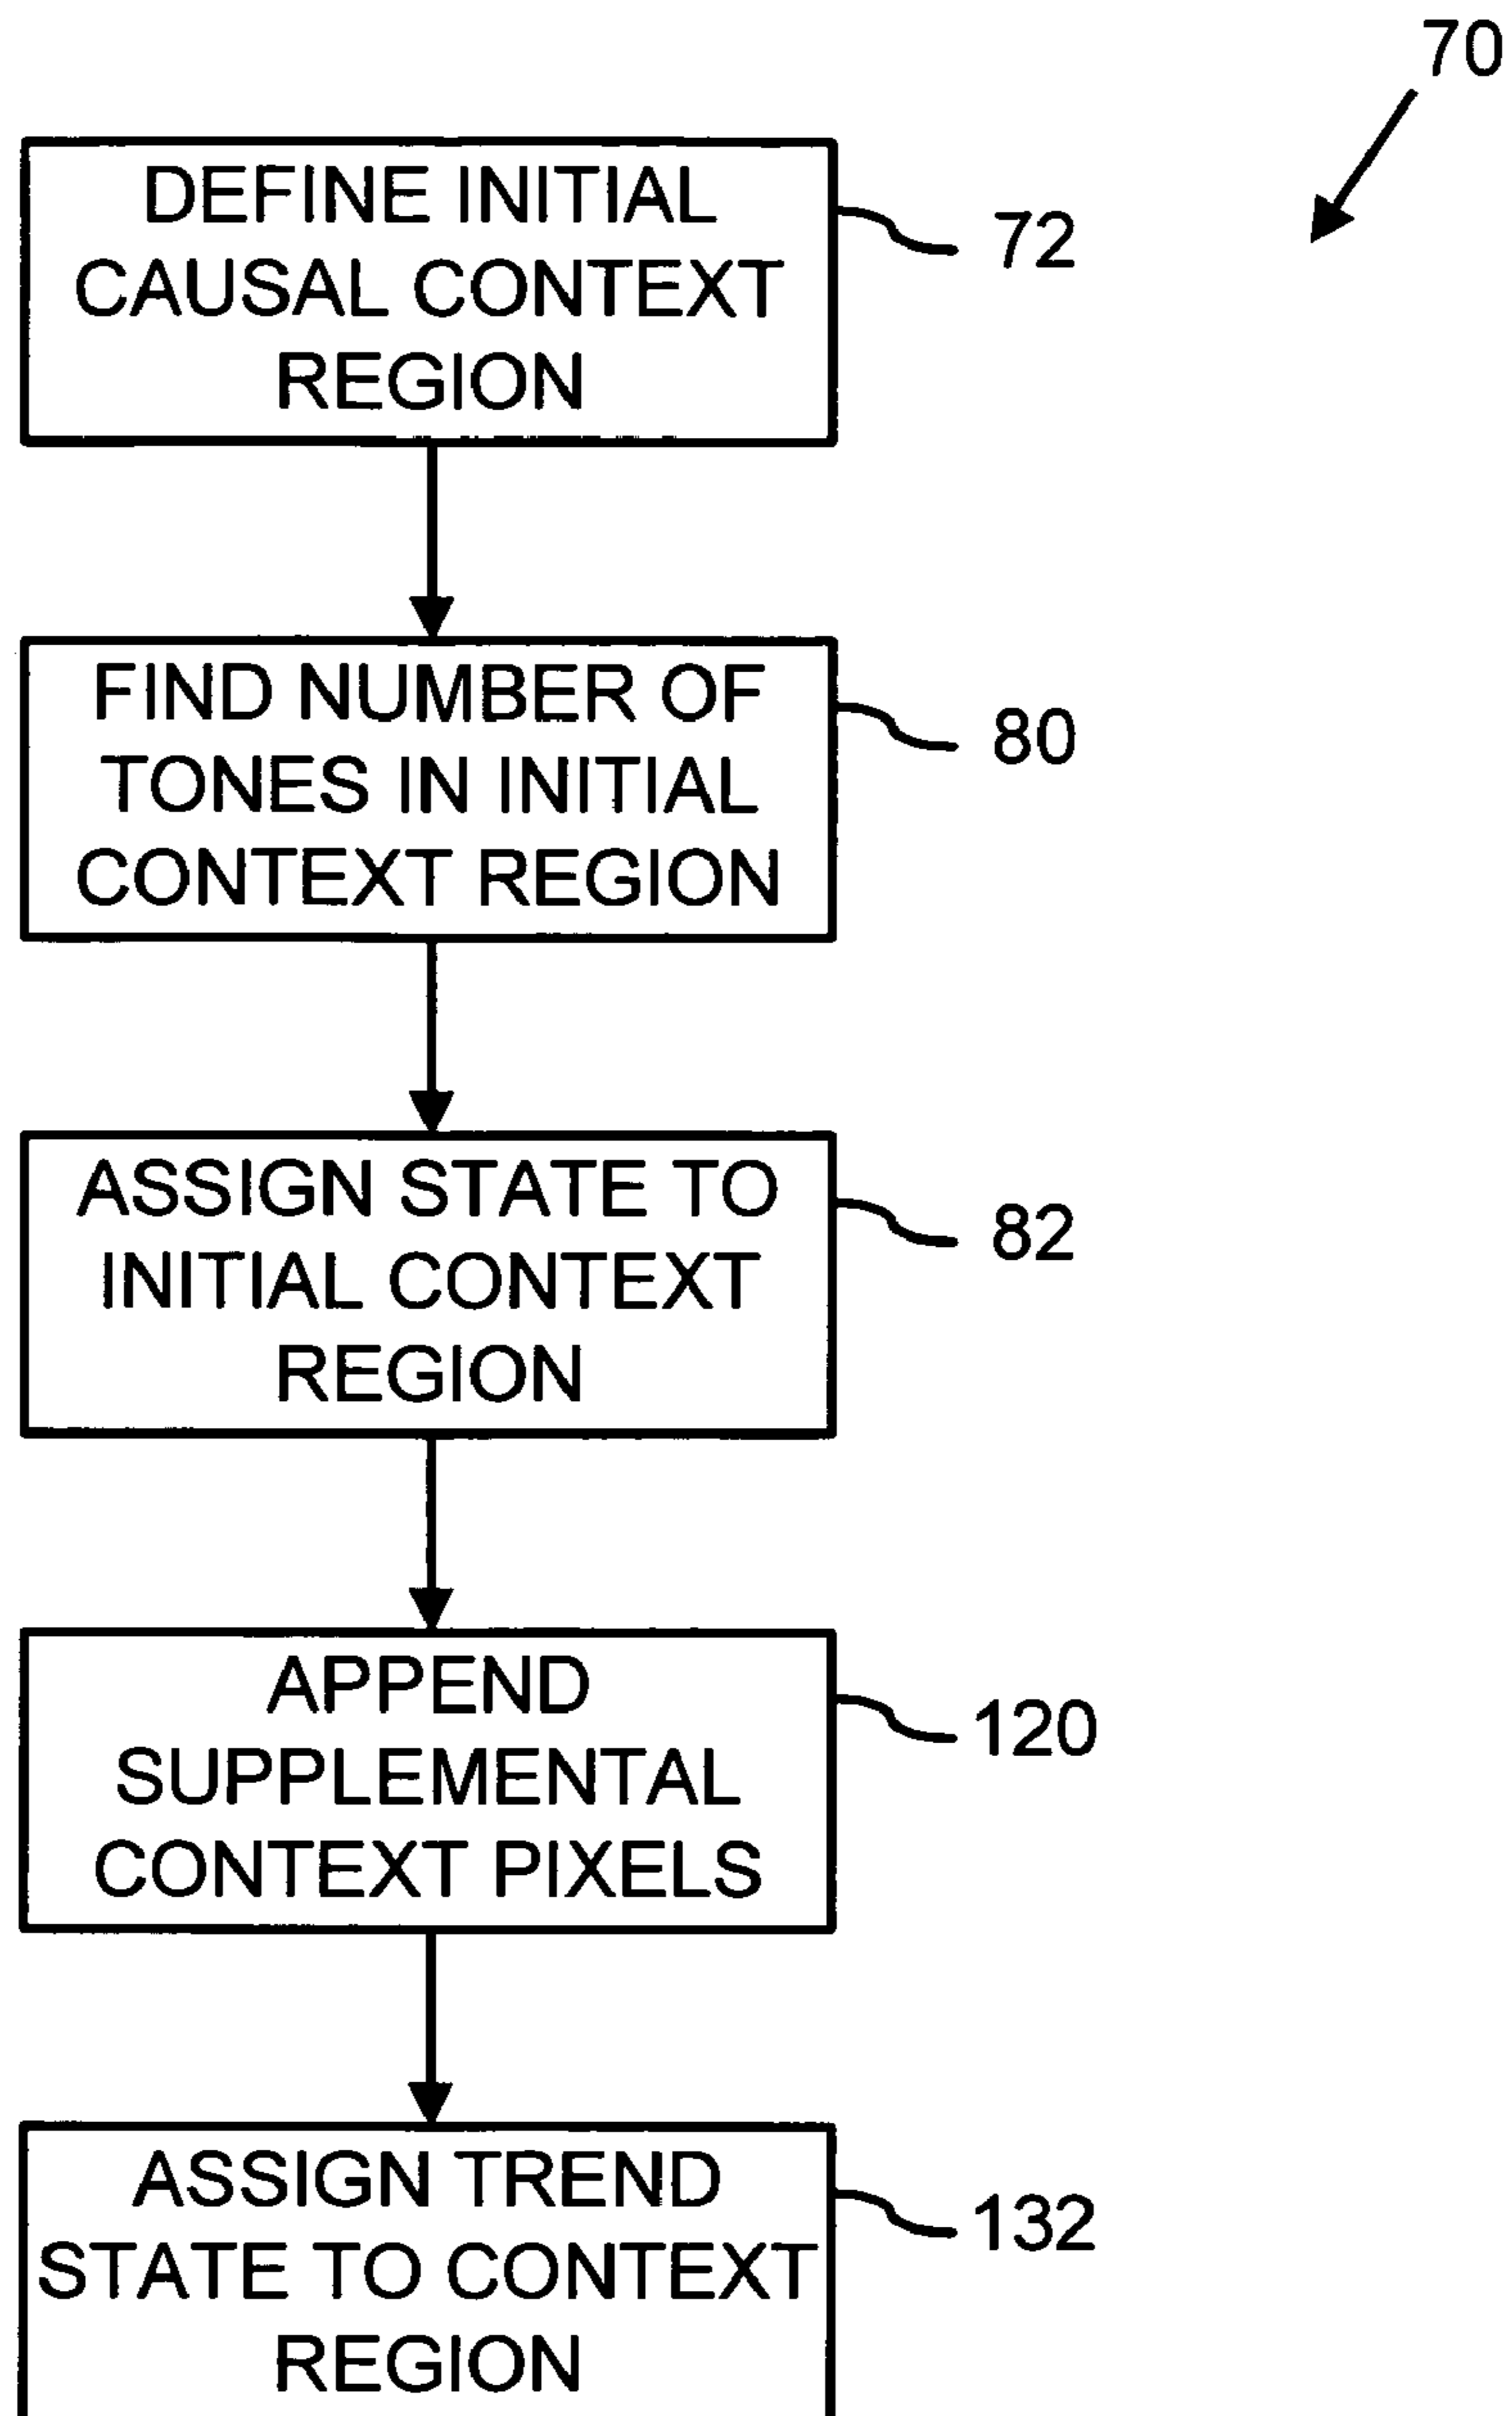 70
DEFINE INITIAL
CAUSAL CONTEXT
REGION
72
FIND NUMBER OF
TONES IN INITIAL
CONTEXT REGION
80
ASSIGN STATE TO
INITIAL CONTEXT
REGION
82
APPEND
SUPPLEMENTAL
CONTEXT PIXELS
120
ASSIGN TREND
STATE TO CONTEXT
REGION
132